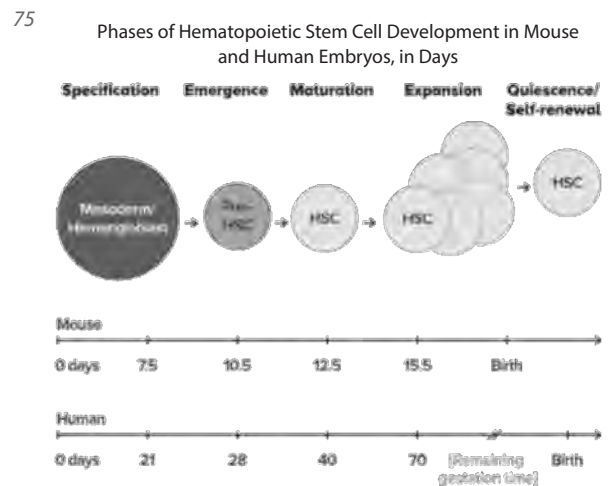 75
Phases of Hematopoietic Stem Cell Development in Mouse
and Human Embryos, in Days
Specification Emergence Maturation Expansion Quiescence/
Self-renewal
Mesoderm/
Hemangioblast
Pre-
HSC
HSC
HSC
HSC
Mouse
0 days 7.5 10.5 12.5 15.5 Birth
Human
0 days 21 28 40 70 [Remaining
gestation time] Birth